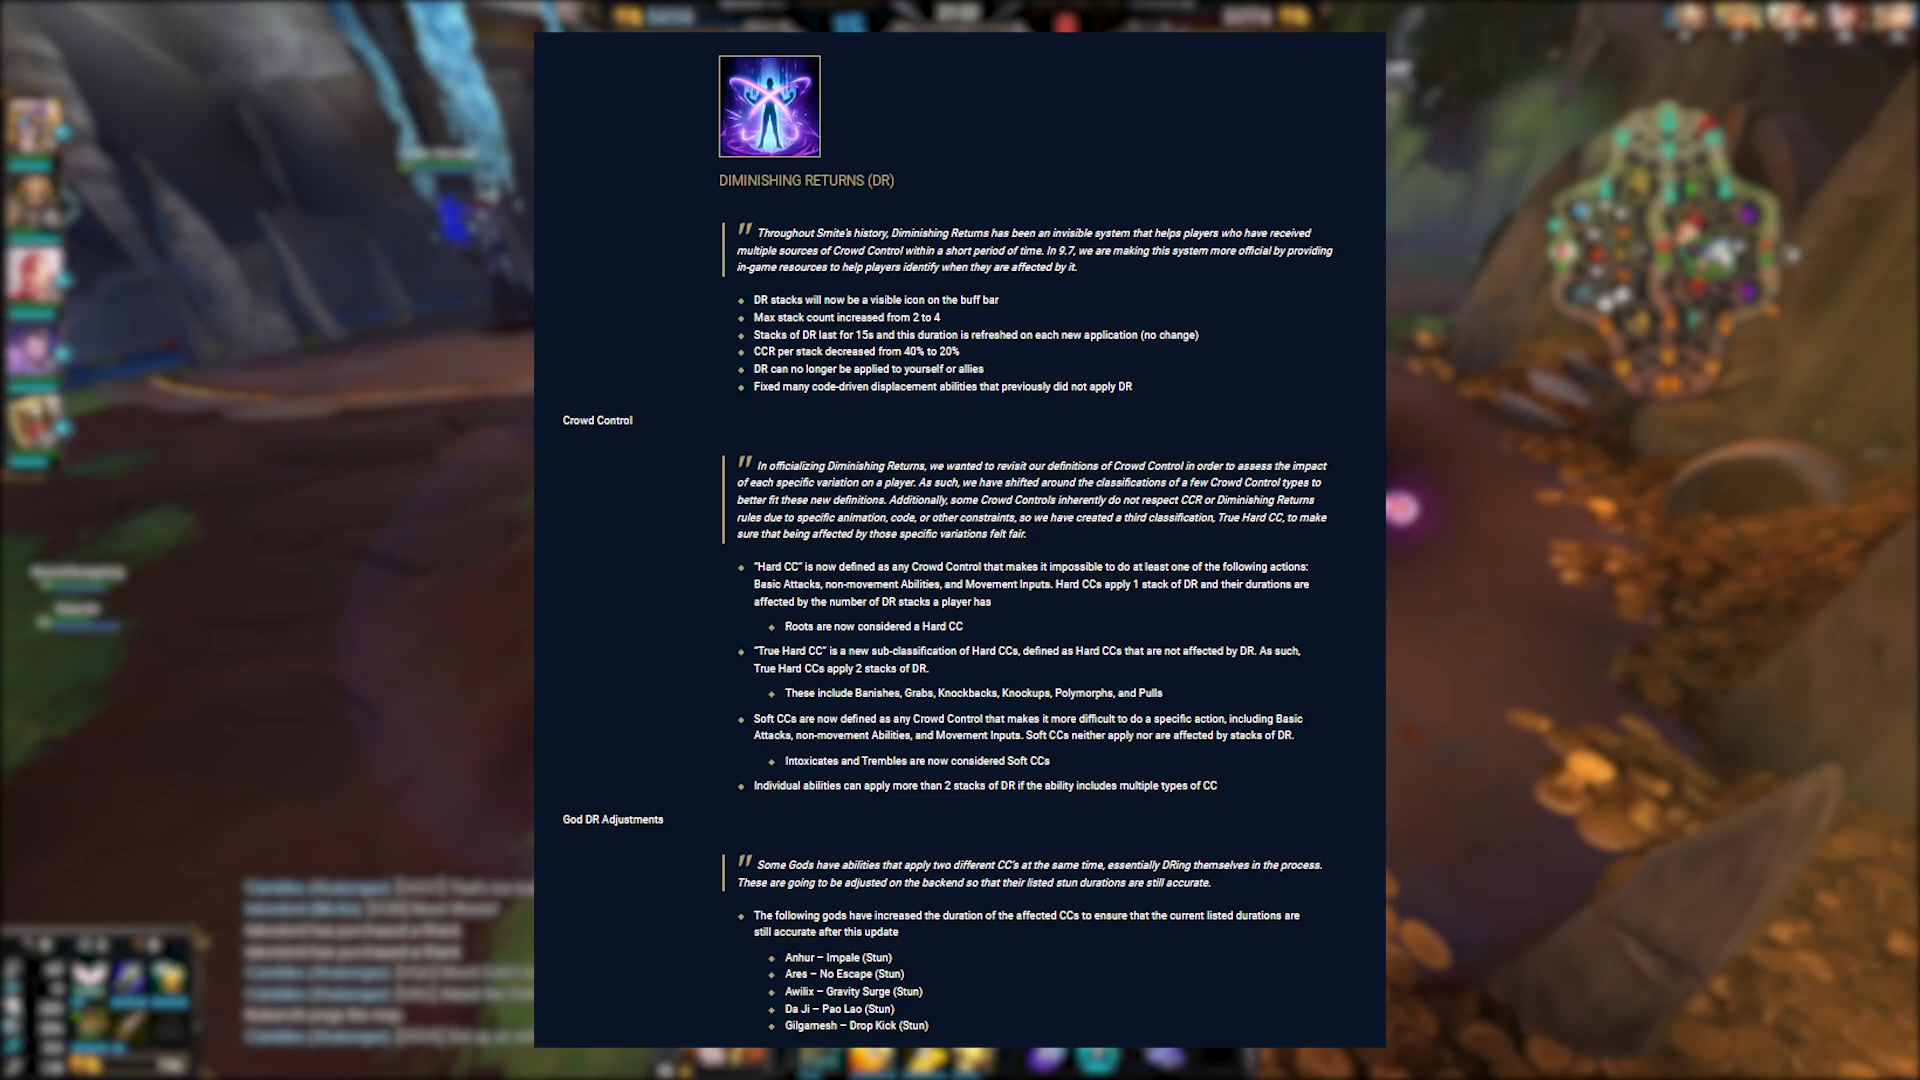 DIMINISHING RETURNS (DR)
" Throughout Smite's history, Diminishing Returns has been an invisible system that helps players who have received
multiple sources of Crowd Control within a short period of time. In 9.7, we are making this system more official by providing
in-game resources to help players identify when they are affected by it.
DR stacks will now be a visible icon on the buff bar
Max stack count increased from 2 to 4
Stacks of DR last for 15s and this duration is refreshed on each new application (no change)
CCR per stack decreased from 40% to 20%
DR can no longer be applied to yourself or allies
Fixed many code-driven displacement abilities that previously did not apply DR
Crowd Control
" In officializing Diminishing Returns, we wanted to revisit our definitions of Crowd Control in order to assess the impact
of each specific variation on a player. As such, we have shifted around the classifications of a few Crowd Control types to
better fit these new definitions. Additionally, some Crowd Controls inherently do not respect CCR or Diminishing Returns
rules due to specific animation, code, or other constraints, so we have created a third classification, True Hard CC, to make
sure that being affected by those specific variations felt fair.
"Hard CC" is now defined as any Crowd Control that makes it impossible to do at least one of the following actions:
Basic Attacks, non-movement Abilities, and Movement Inputs. Hard CCs apply 1 stack of DR and their durations are
affected by the number of DR stacks a player has
Roots are now considered a Hard CC
"True Hard CC" is a new sub-classification of Hard CCs, defined as Hard CCs that are not affected by DR. As such,
True Hard CCs apply 2 stacks of DR.
These include Banishes, Grabs, Knockbacks, Knockups, Polymorphs, and Pulls
Soft CCs are now defined as any Crowd Control that makes it more difficult to do a specific action, including Basic
Attacks, non-movement Abilities, and Movement Inputs. Soft CCs neither apply nor are affected by stacks of DR.
Intoxicates and Trembles are now considered Soft CCs
Individual abilities can apply more than 2 stacks of DR if the ability includes multiple types of CC
God DR Adjustments
" Some Gods have abilities that apply two different CC's at the same time, essentially DRing themselves in the process.
These are going to be adjusted on the backend so that their listed stun durations are still accurate.
The following gods have increased the duration of the affected CCs to ensure that the current listed durations are
still accurate after this update
Anhur – Impale (Stun)
Ares – No Escape (Stun)
Awilix – Gravity Surge (Stun)
Da Ji – Pao Lao (Stun)
Gilgamesh – Drop Kick (Stun)